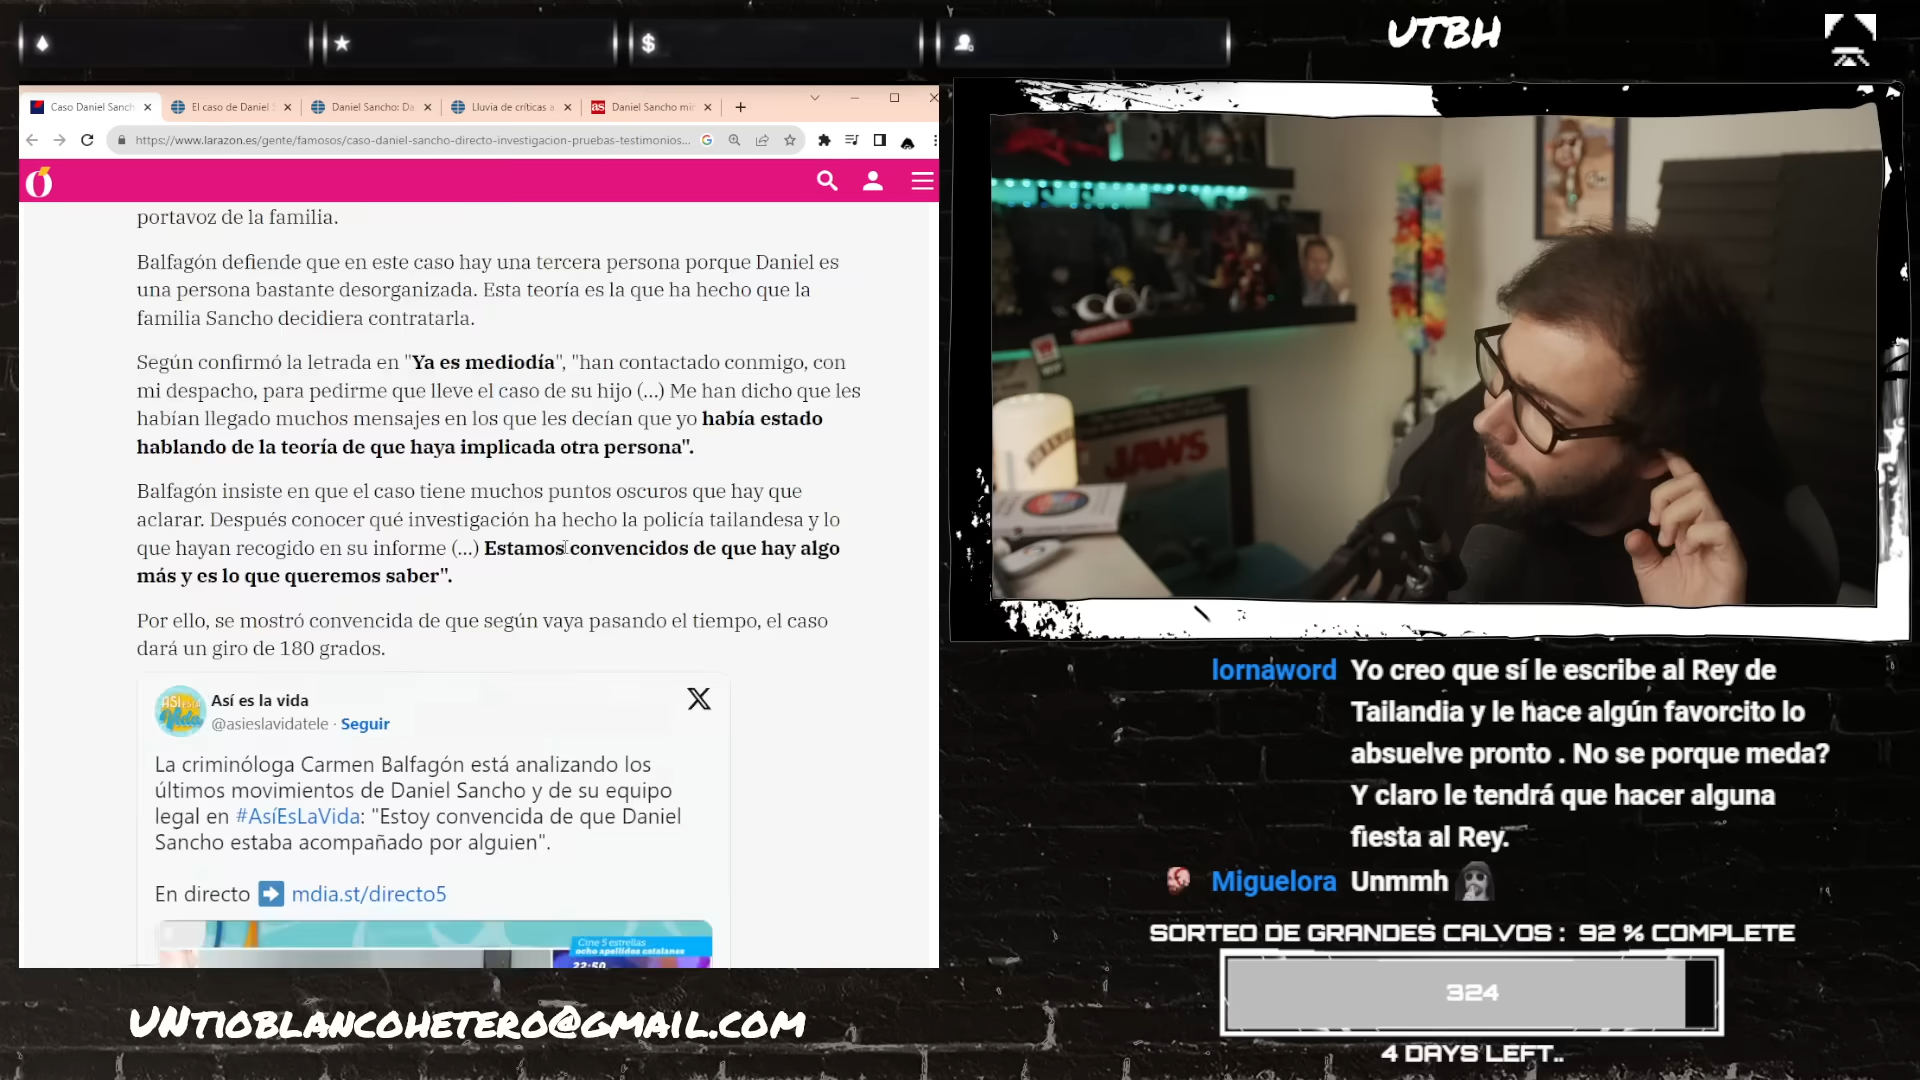 UTBH
Caso Daniel Sanch
El caso de Daniel
Daniel Sancho: Da
Lluvia de críticas a
as
Daniel Sancho mi
https://www.larazon.es/gente/famosos/caso-daniel-sancho-directo-investigacion-pruebas-testimonios...
portavoz de la familia.
Balfagón defiende que en este caso hay una tercera persona porque Daniel es
una persona bastante desorganizada. Esta teoría es la que ha hecho que la
familia Sancho decidiera contratarla.
Según confirmó la letrada en "Ya es mediodía", "han contactado conmigo, con
mi despacho, para pedirme que lleve el caso de su hijo (...) Me han dicho que les
habían llegado muchos mensajes en los que les decían que yo había estado
hablando de la teoría de que haya implicada otra persona".
Balfagón insiste en que el caso tiene muchos puntos oscuros que hay que
aclarar. Después conocer qué investigación ha hecho la policía tailandesa y lo
que hayan recogido en su informe (...) Estamos convencidos de que hay algo
más y es lo que queremos saber".
Por ello, se mostró convencida de que según vaya pasando el tiempo, el caso
dará un giro de 180 grados.
Así es la vida
@asieslavidatele · Seguir
La criminóloga Carmen Balfagón está analizando los
últimos movimientos de Daniel Sancho y de su equipo
legal en #AsíEsLaVida: "Estoy convencida de que Daniel
Sancho estaba acompañado por alguien".
En directo ➡ mdia.st/directo5
Cine 5 estrellas
ocho apellidos catalanes
22:50
JAWS
lornaword Yo creo que sí le escribe al Rey de
Tailandia y le hace algún favorcito lo
absuelve pronto . No se porque meda?
Y claro le tendrá que hacer alguna
fiesta al Rey.
Miguelora Unmmh
SORTEO DE GRANDES CALVOS : 92 % COMPLETE
324
4 DAYS LEFT..
UNTIOBLANCOHETERO@GMAIL.COM